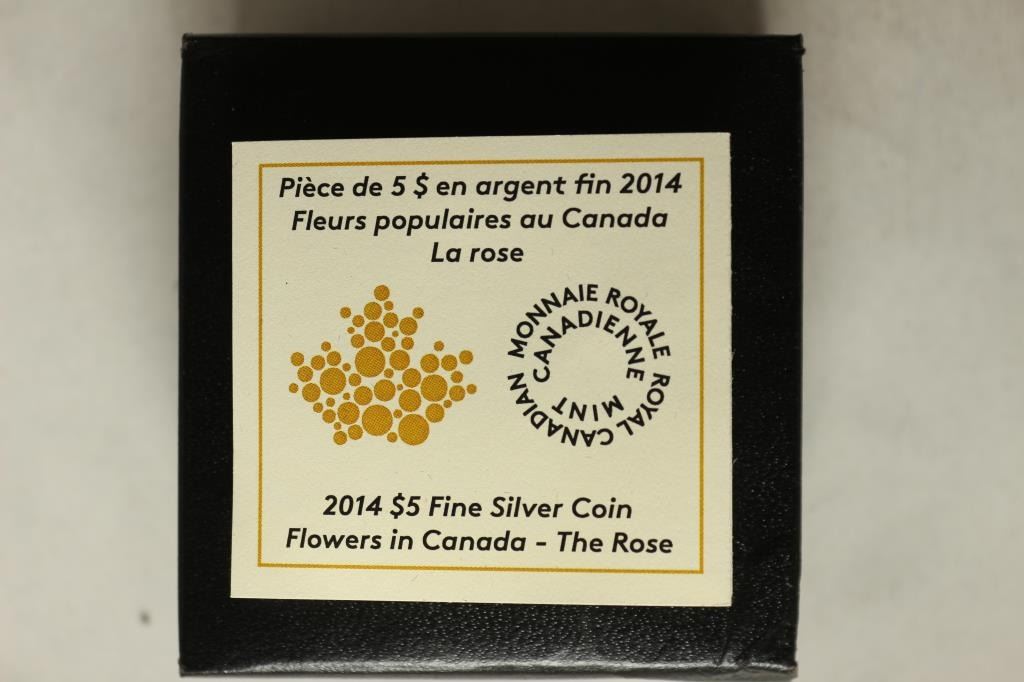 Pièce de 5 $ en argent fin 2014
Fleurs populaires au Canada
La rose
MONNAIE ROYALE
CANADIENNE
ROYAL CANADIAN
MINT
2014 $5 Fine Silver Coin
Flowers in Canada - The Rose